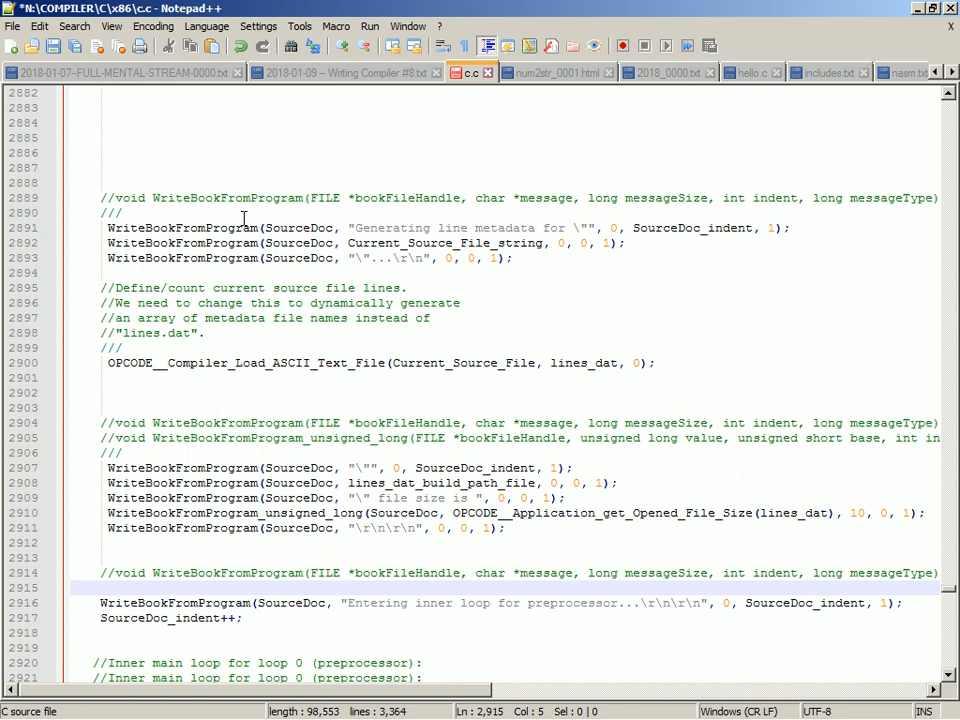 *N:\COMPILER\C\x86\c.c - Notepad++
File Edit Search View Encoding Language Settings Tools Macro Run Window ? X
2018-01-07-FULL-MENTAL-STREAM-0000.txt 2018-01-09 -- Writing Compiler #8.txt c.c num2str_0001.html 2018_0000.txt hello.c includes.txt nasm.txt
2882
2883
2884
2885
2886
2887
2888
2889 //void WriteBookFromProgram(FILE *bookFileHandle, char *message, long messageSize, int indent, long messageType)
2890 ///
2891 WriteBookFromProgram(SourceDoc, "Generating line metadata for \"", 0, SourceDoc_indent, 1);
2892 WriteBookFromProgram(SourceDoc, Current_Source_File_string, 0, 0, 1);
2893 WriteBookFromProgram(SourceDoc, "\"...\r\n", 0, 0, 1);
2894
2895 //Define/count current source file lines.
2896 //We need to change this to dynamically generate
2897 //an array of metadata file names instead of
2898 //"lines.dat".
2899 ///
2900 OPCODE__Compiler_Load_ASCII_Text_File(Current_Source_File, lines_dat, 0);
2901
2902
2903
2904 //void WriteBookFromProgram(FILE *bookFileHandle, char *message, long messageSize, int indent, long messageType)
2905 //void WriteBookFromProgram_unsigned_long(FILE *bookFileHandle, unsigned long value, unsigned short base, int in
2906 ///
2907 WriteBookFromProgram(SourceDoc, "\"", 0, SourceDoc_indent, 1);
2908 WriteBookFromProgram(SourceDoc, lines_dat_build_path_file, 0, 0, 1);
2909 WriteBookFromProgram(SourceDoc, "\" file size is ", 0, 0, 1);
2910 WriteBookFromProgram_unsigned_long(SourceDoc, OPCODE__Application_get_Opened_File_Size(lines_dat), 10, 0, 1);
2911 WriteBookFromProgram(SourceDoc, "\r\n\r\n", 0, 0, 1);
2912
2913
2914 //void WriteBookFromProgram(FILE *bookFileHandle, char *message, long messageSize, int indent, long messageType)
2915
2916 WriteBookFromProgram(SourceDoc, "Entering inner loop for preprocessor...\r\n\r\n", 0, SourceDoc_indent, 1);
2917 SourceDoc_indent++;
2918
2919
2920 //Inner main loop for loop 0 (preprocessor):
2921 //Inner main loop for loop 0 (preprocessor):
C source file length : 98,553 lines : 3,364 Ln : 2,915 Col : 5 Sel : 0 | 0 Windows (CR LF) UTF-8 INS